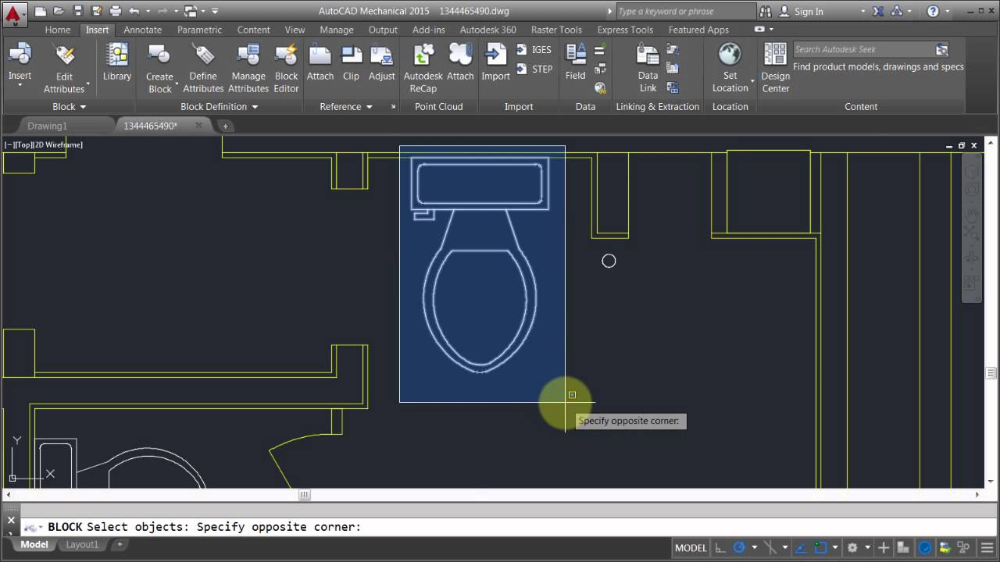 AutoCAD Mechanical 2015 1344465490.dwg
Type a keyword or phrase
Sign In
M
Home Insert Annotate Parametric Content View Manage Output Add-ins Autodesk 360 Raster Tools Express Tools Featured Apps
Insert
Edit Attributes
Library
Create Block
Define Attributes
Manage Attributes
Block Editor
Attach
Clip
Adjust
Autodesk ReCap
Attach
Import
IGES
STEP
Field
Data Link
Set Location
Design Center
Search Autodesk Seek
Find product models, drawings and specs
Block
Block Definition
Reference
Point Cloud
Import
Data
Linking & Extraction
Location
Content
Drawing1
1344465490*
[−][Top][2D Wireframe]
Specify opposite corner:
Y
X
BLOCK Select objects: Specify opposite corner:
Model
Layout1
MODEL